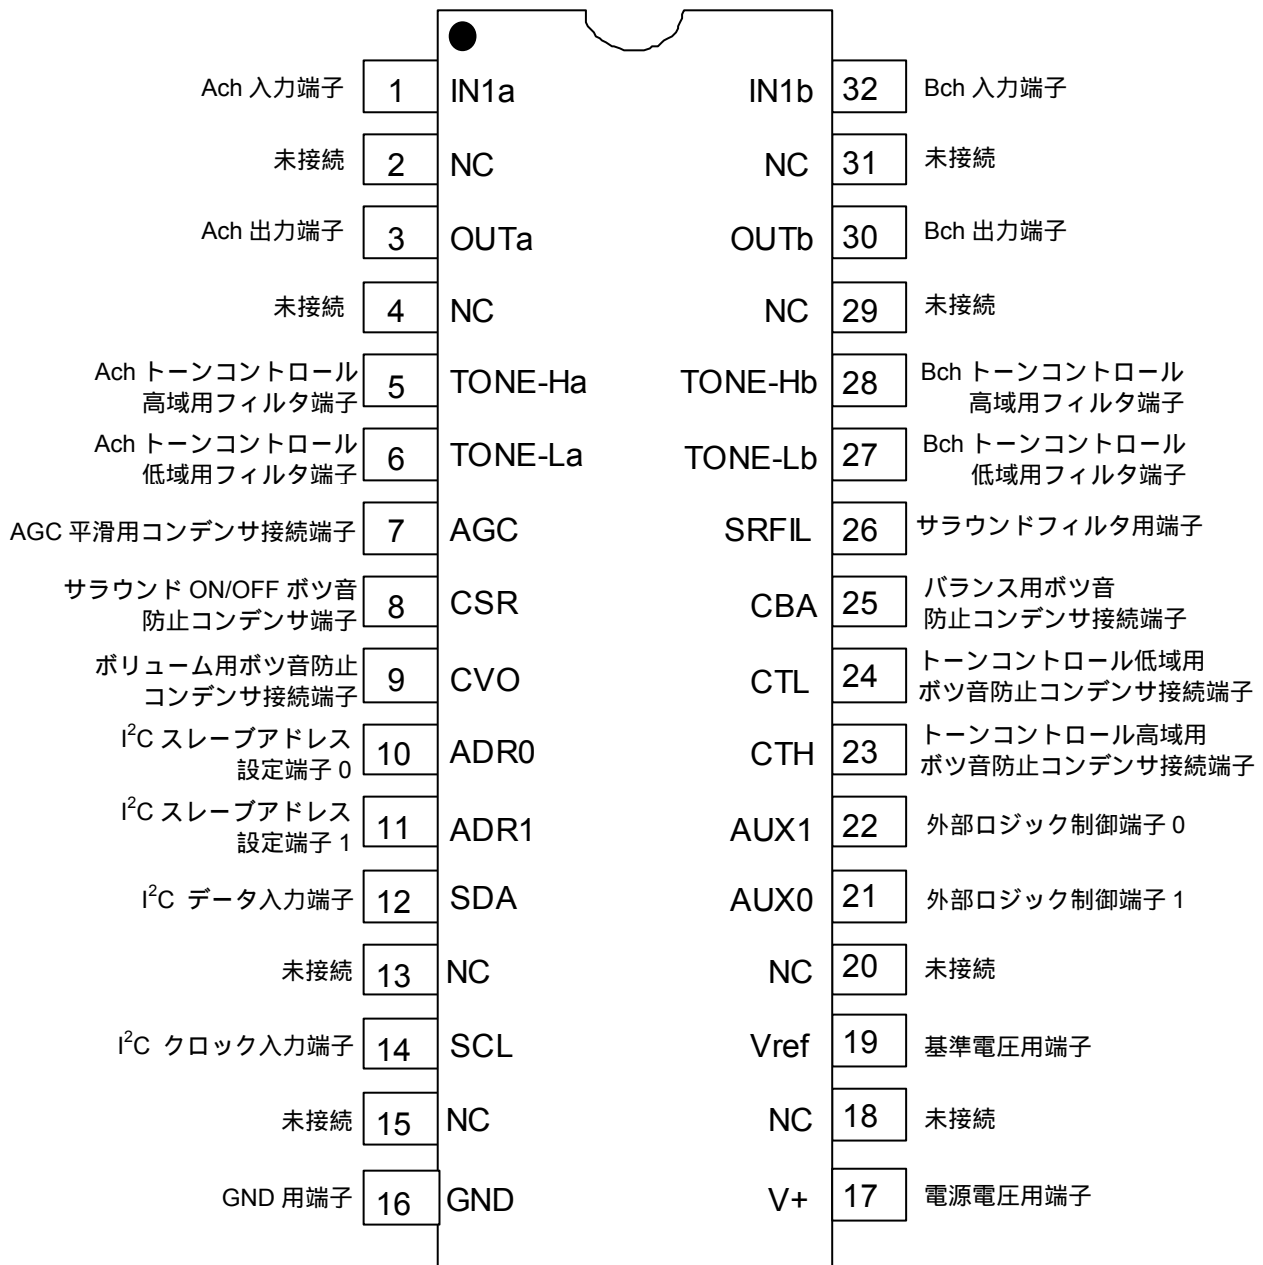 Ach 入力端子 1 IN1a IN1b 32 Bch 入力端子
未接続 2 NC NC 31 未接続
Ach 出力端子 3 OUTa OUTb 30 Bch 出力端子
未接続 4 NC NC 29 未接続
Ach トーンコントロール
高域用フィルタ端子
5 TONE-Ha TONE-Hb 28
Bch トーンコントロール
高域用フィルタ端子
Ach トーンコントロール
低域用フィルタ端子
6 TONE-La TONE-Lb 27
Bch トーンコントロール
低域用フィルタ端子
AGC 平滑用コンデンサ接続端子 7 AGC SRFIL 26 サラウンドフィルタ用端子
サラウンド ON/OFF ボツ音
防止コンデンサ端子
8 CSR CBA 25
バランス用ボツ音
防止コンデンサ接続端子
ボリューム用ボツ音防止
コンデンサ接続端子
9 CVO CTL 24
トーンコントロール低域用
ボツ音防止コンデンサ接続端子
I²C スレーブアドレス
設定端子 0
10 ADR0 CTH 23
トーンコントロール高域用
ボツ音防止コンデンサ接続端子
I²C スレーブアドレス
設定端子 1
11 ADR1 AUX1 22 外部ロジック制御端子 0
I²C データ入力端子 12 SDA AUX0 21 外部ロジック制御端子 1
未接続 13 NC NC 20 未接続
I²C クロック入力端子 14 SCL Vref 19 基準電圧用端子
未接続 15 NC NC 18 未接続
GND 用端子 16 GND V+ 17 電源電圧用端子